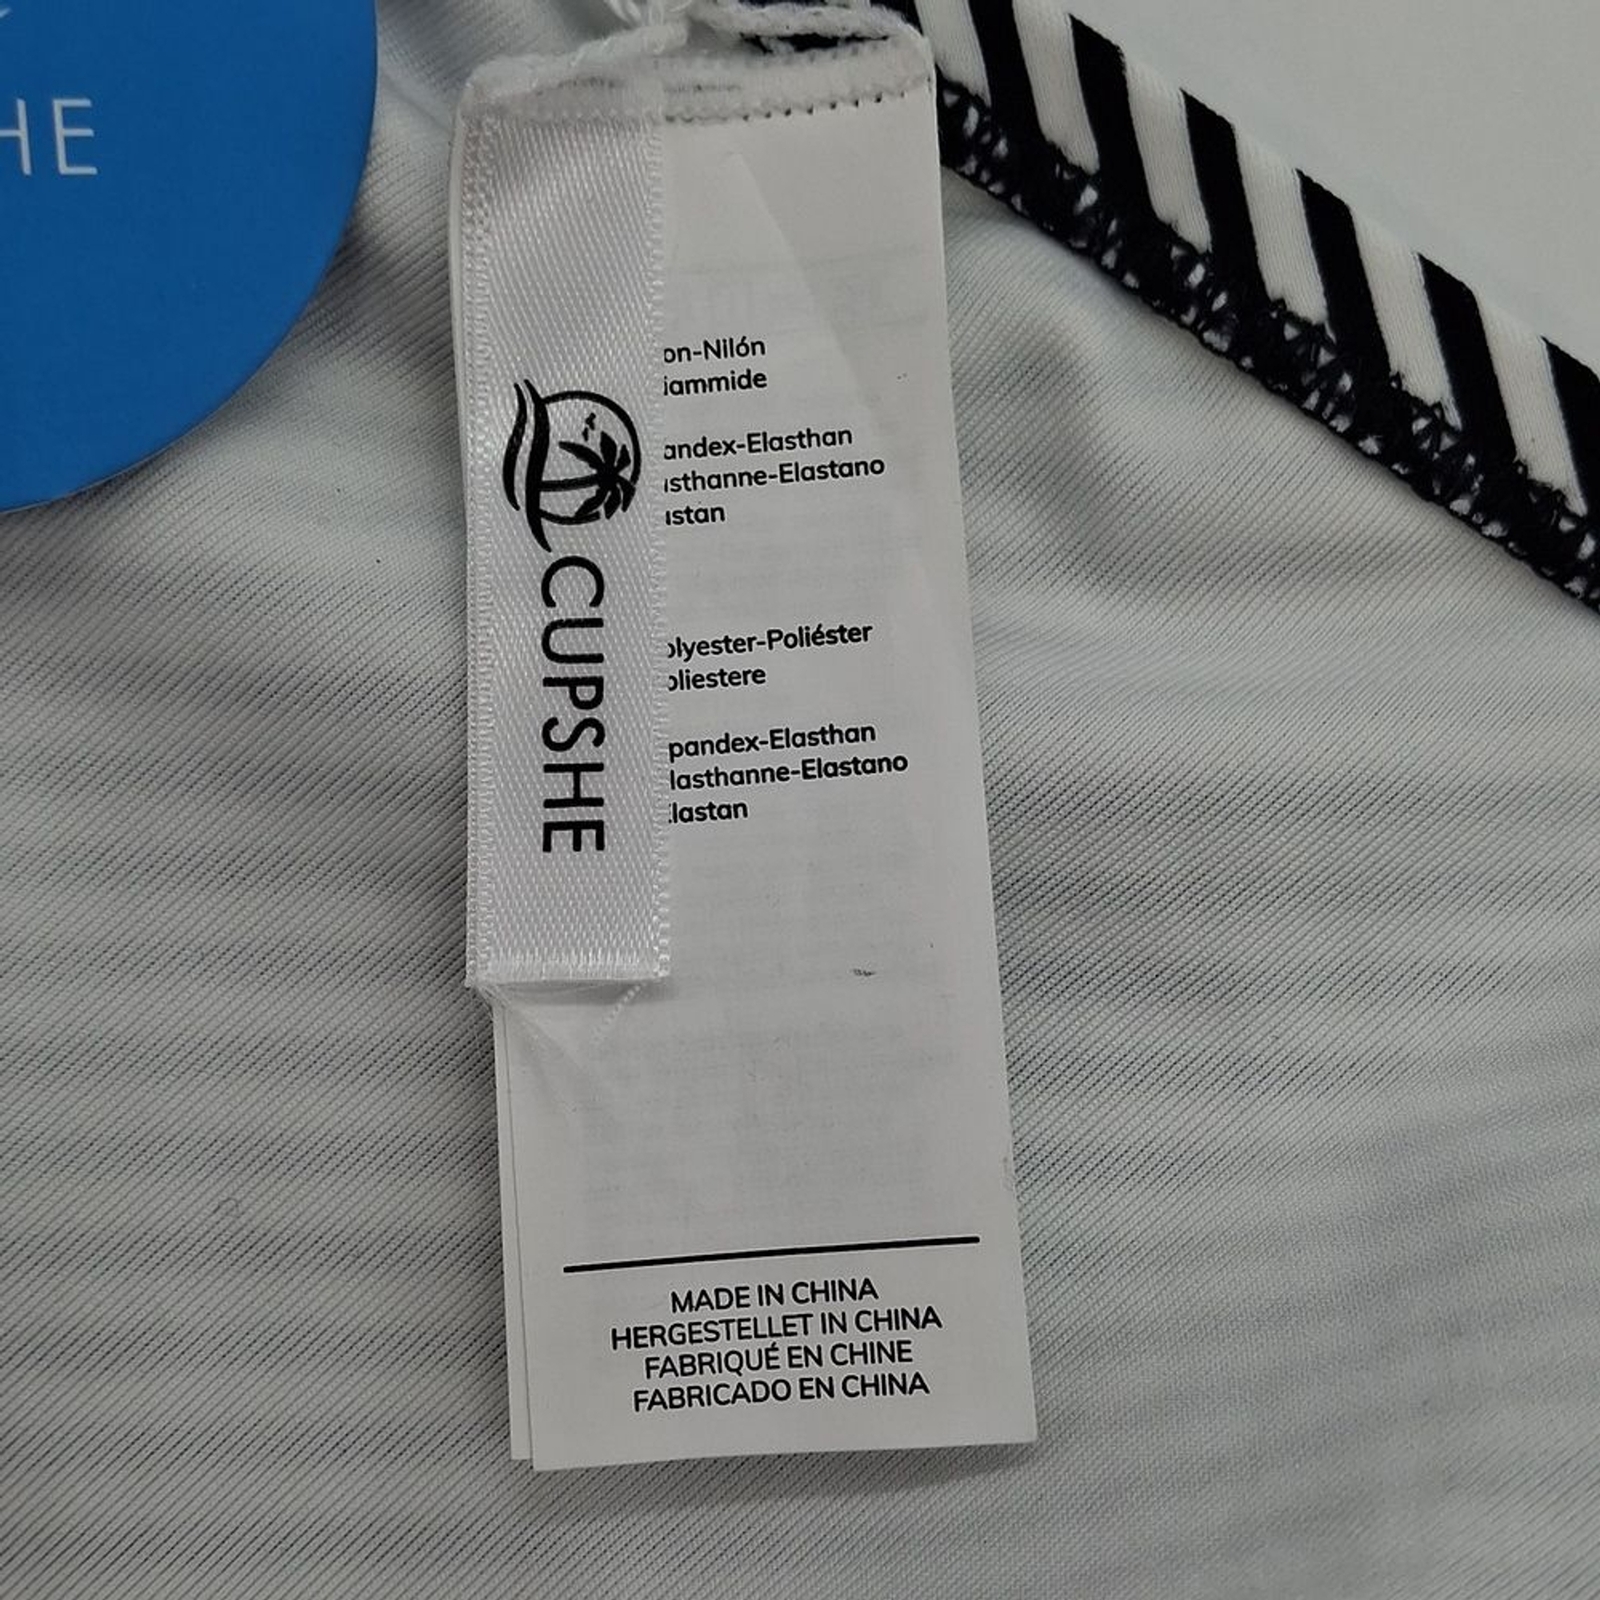 HE
CUPSHE
on-Nilón
iammide
andex-Elasthan
sthanne-Elastano
stan
olyester-Poliéster
oliestere
pandex-Elasthan
lasthanne-Elastano
lastan
MADE IN CHINA
HERGESTELLET IN CHINA
FABRIQUÉ EN CHINE
FABRICADO EN CHINA